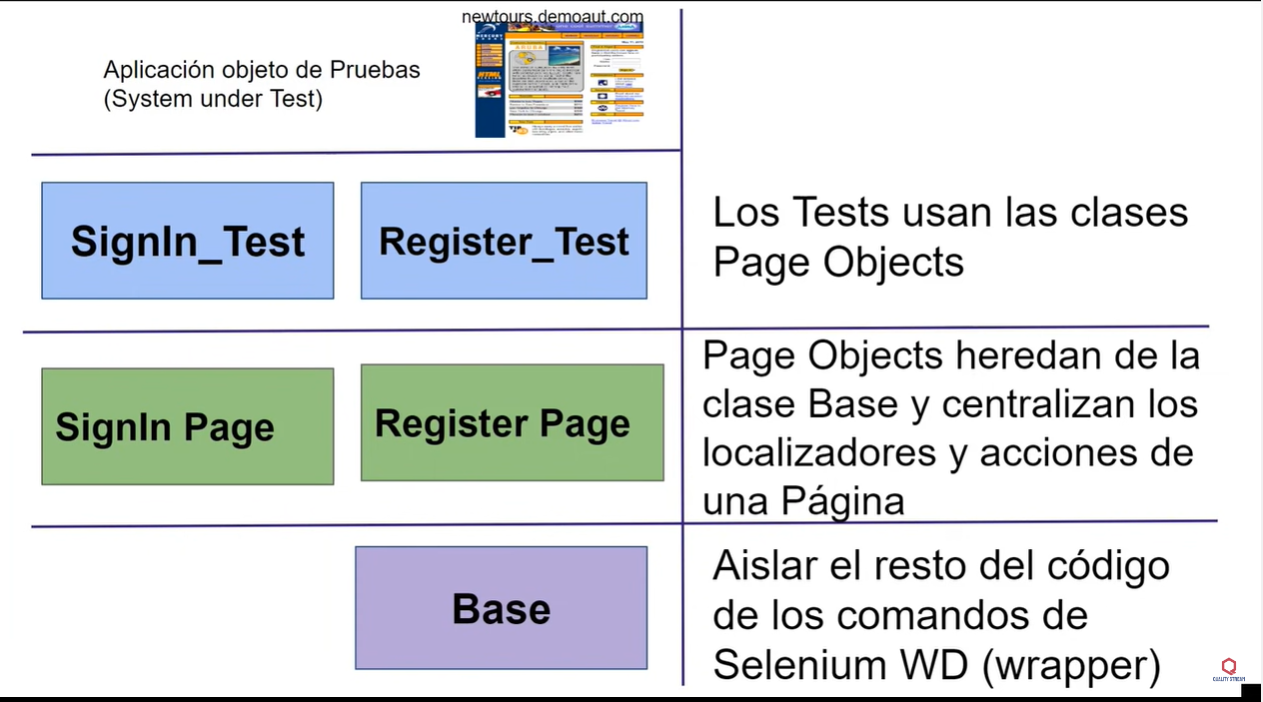 newtours.demoaut.com
Aplicación objeto de Pruebas
(System under Test)
SignIn_Test
Register_Test
Los Tests usan las clases
Page Objects
SignIn Page
Register Page
Page Objects heredan de la
clase Base y centralizan los
localizadores y acciones de
una Página
Base
Aislar el resto del código
de los comandos de
Selenium WD (wrapper)
QUALITY STREAM